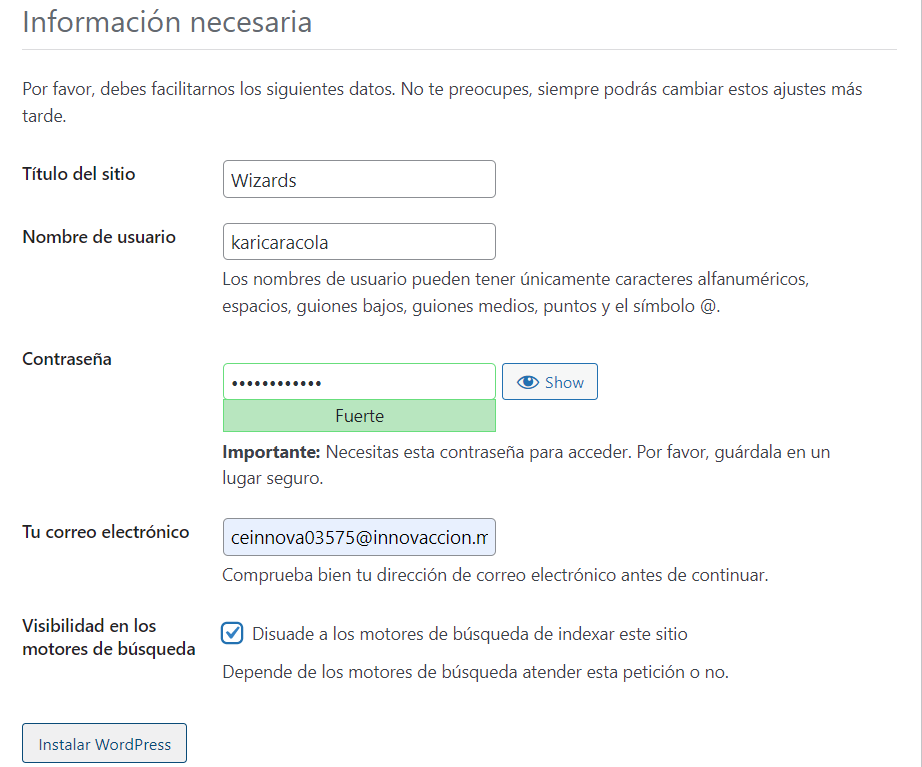 Información necesaria
Por favor, debes facilitarnos los siguientes datos. No te preocupes, siempre podrás cambiar estos ajustes más
tarde.
Título del sitio
Wizards
Nombre de usuario
karicaracola
Los nombres de usuario pueden tener únicamente caracteres alfanuméricos,
espacios, guiones bajos, guiones medios, puntos y el símbolo @.
Contraseña
••••••••••••
Show
Fuerte
Importante: Necesitas esta contraseña para acceder. Por favor, guárdala en un
lugar seguro.
Tu correo electrónico
ceinnova03575@innovaccion.m
Comprueba bien tu dirección de correo electrónico antes de continuar.
Visibilidad en los
motores de búsqueda
Disuade a los motores de búsqueda de indexar este sitio
Depende de los motores de búsqueda atender esta petición o no.
Instalar WordPress